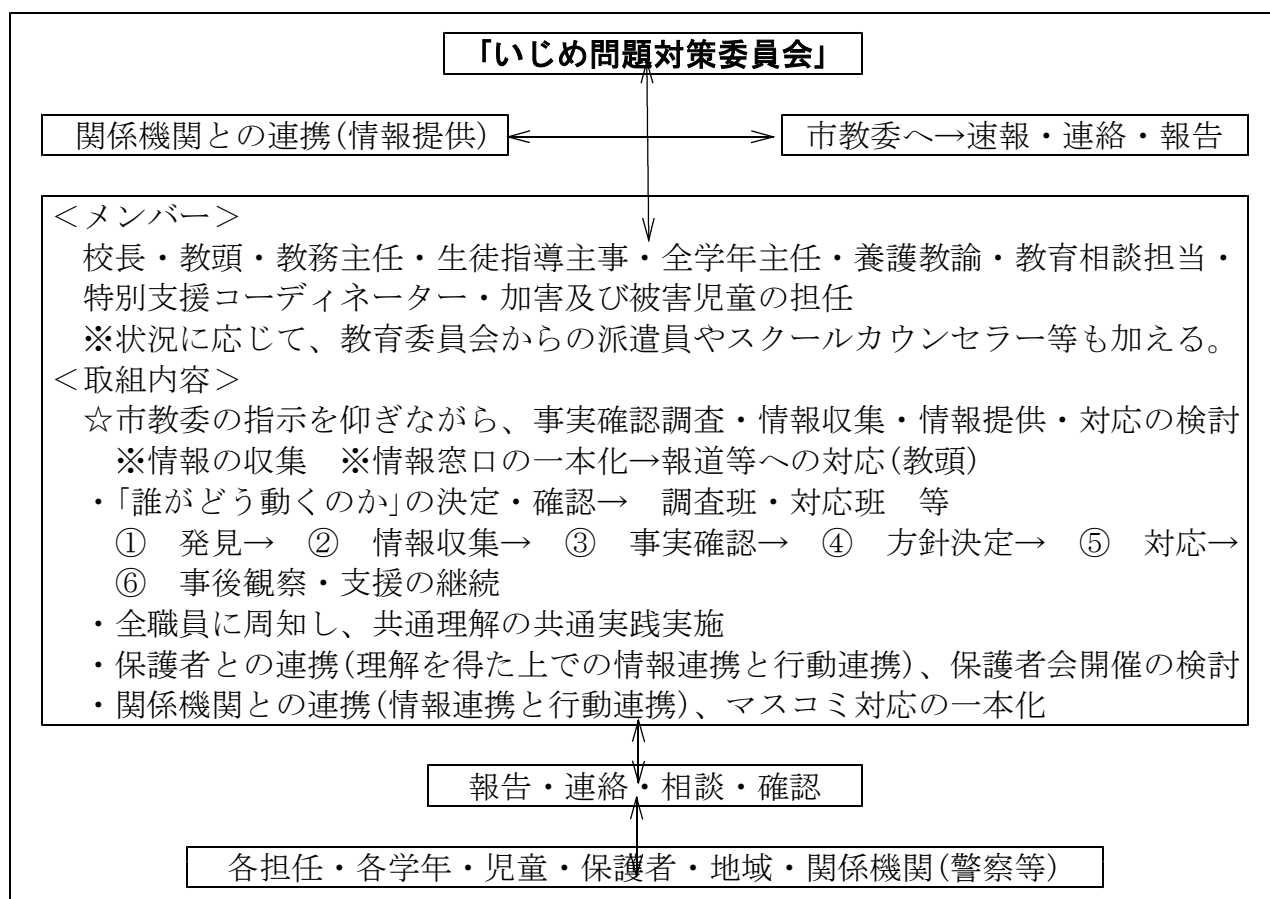 「いじめ問題対策委員会」
関係機関との連携(情報提供)
市教委へ→速報・連絡・報告
＜メンバー＞
校長・教頭・教務主任・生徒指導主事・全学年主任・養護教諭・教育相談担当・
特別支援コーディネーター・加害及び被害児童の担任
※状況に応じて、教育委員会からの派遣員やスクールカウンセラー等も加える。
＜取組内容＞
☆市教委の指示を仰ぎながら、事実確認調査・情報収集・情報提供・対応の検討
※情報の収集　※情報窓口の一本化→報道等への対応(教頭)
・「誰がどう動くのか」の決定・確認→　調査班・対応班　等
①　発見→　②　情報収集→　③　事実確認→　④　方針決定→　⑤　対応→
⑥　事後観察・支援の継続
・全職員に周知し、共通理解の共通実践実施
・保護者との連携(理解を得た上での情報連携と行動連携)、保護者会開催の検討
・関係機関との連携(情報連携と行動連携)、マスコミ対応の一本化
報告・連絡・相談・確認
各担任・各学年・児童・保護者・地域・関係機関(警察等)